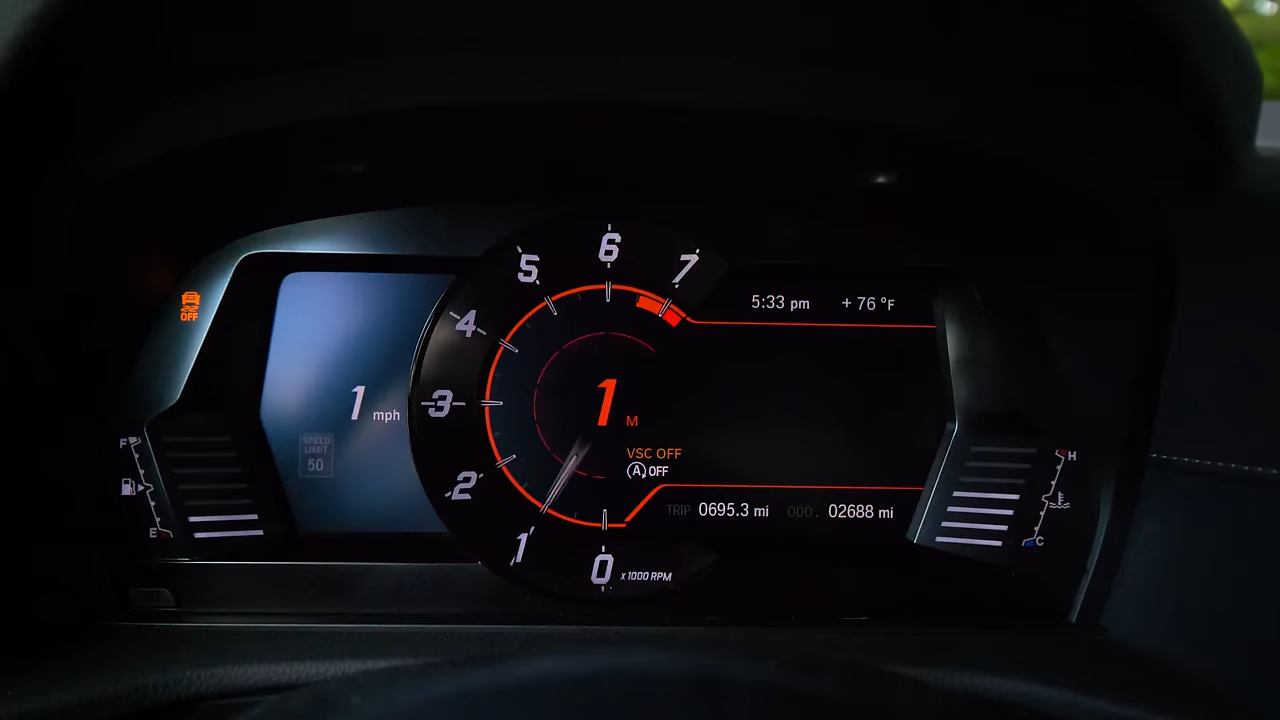 5:33 pm +76 °F
OFF
1 mph
SPEED
LIMIT
50
0
1
2
3
4
5
6
7
x1000 RPM
1 M
VSC OFF
A OFF
TRIP 0695.3 mi ODO. 02688 mi
F
E
H
C